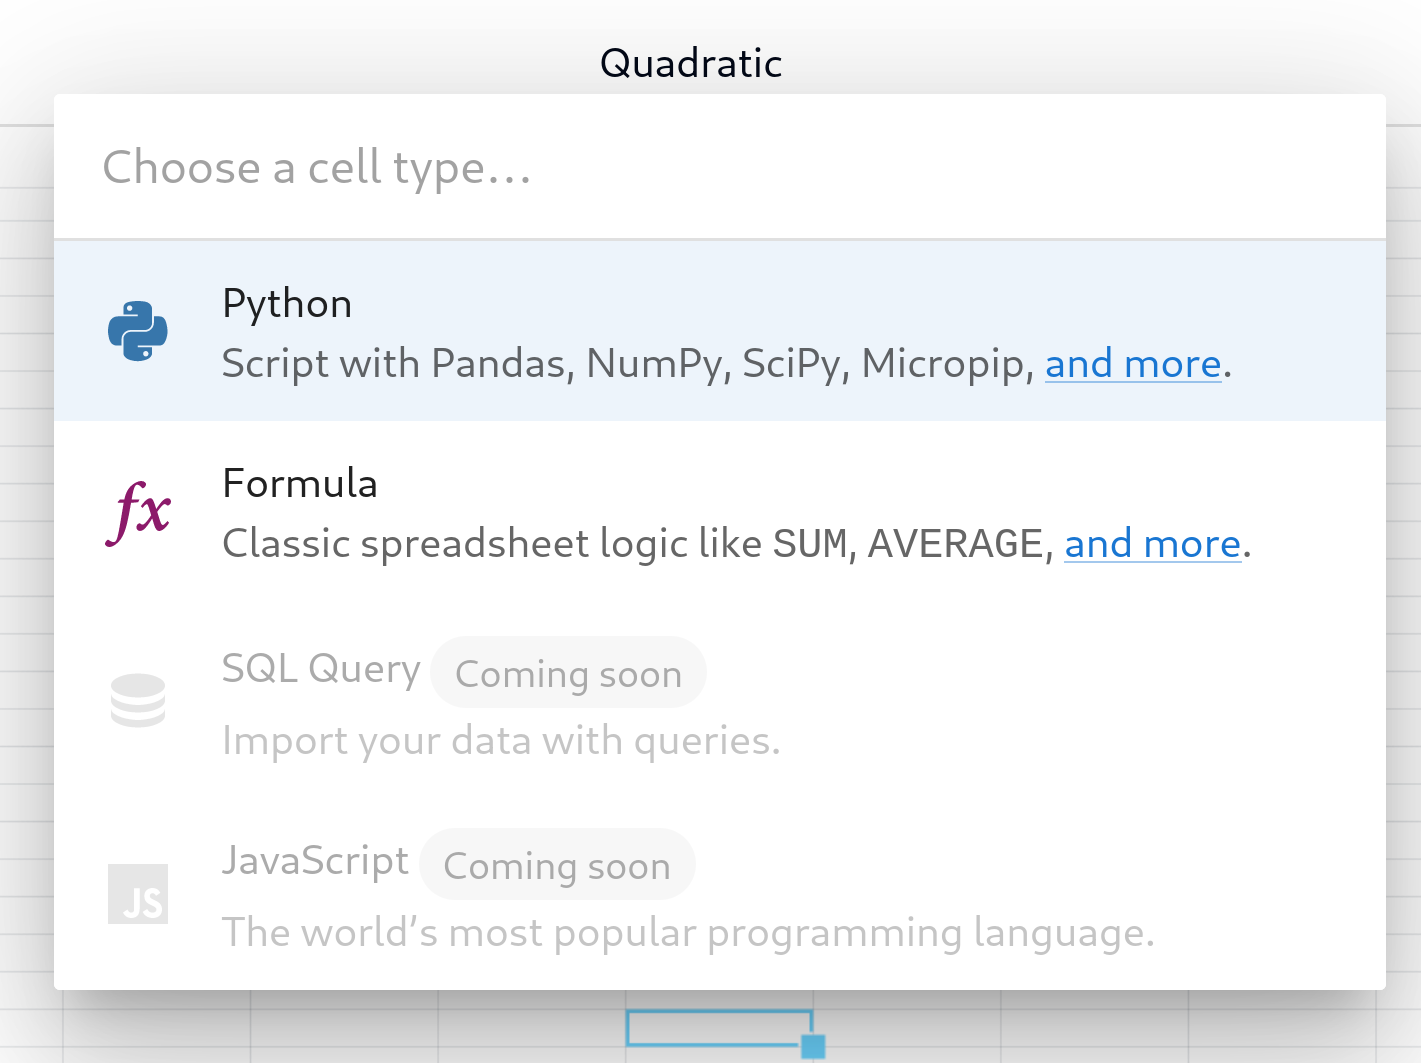 Quadratic
Choose a cell type…
Python
Script with Pandas, NumPy, SciPy, Micropip, and more.
fx
Formula
Classic spreadsheet logic like SUM, AVERAGE, and more.
SQL Query Coming soon
Import your data with queries.
JS
JavaScript Coming soon
The world’s most popular programming language.